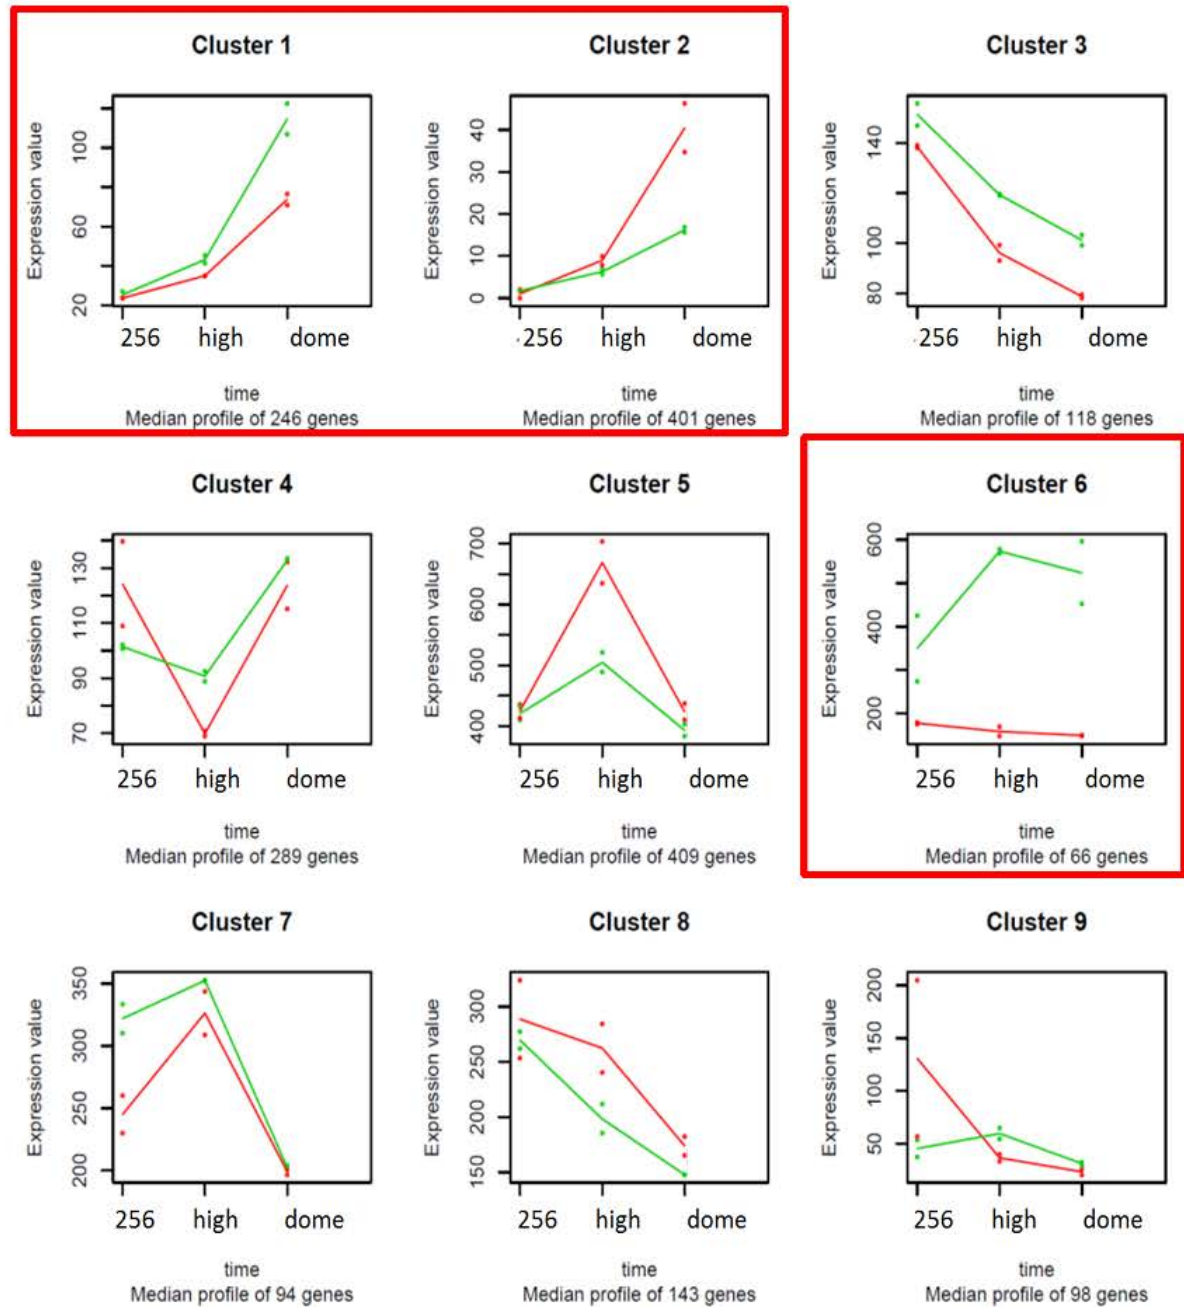 Cluster 1
Expression value
20
60
100
256 high dome
time
Median profile of 246 genes
Cluster 2
Expression value
0
10
20
30
40
256 high dome
time
Median profile of 401 genes
Cluster 3
Expression value
80
100
140
256 high dome
time
Median profile of 118 genes
Cluster 4
Expression value
70
90
110
130
256 high dome
time
Median profile of 289 genes
Cluster 5
Expression value
400
500
600
700
256 high dome
time
Median profile of 409 genes
Cluster 6
Expression value
200
400
600
256 high dome
time
Median profile of 66 genes
Cluster 7
Expression value
200
250
300
350
256 high dome
time
Median profile of 94 genes
Cluster 8
Expression value
150
200
250
300
256 high dome
time
Median profile of 143 genes
Cluster 9
Expression value
50
100
150
200
256 high dome
time
Median profile of 98 genes